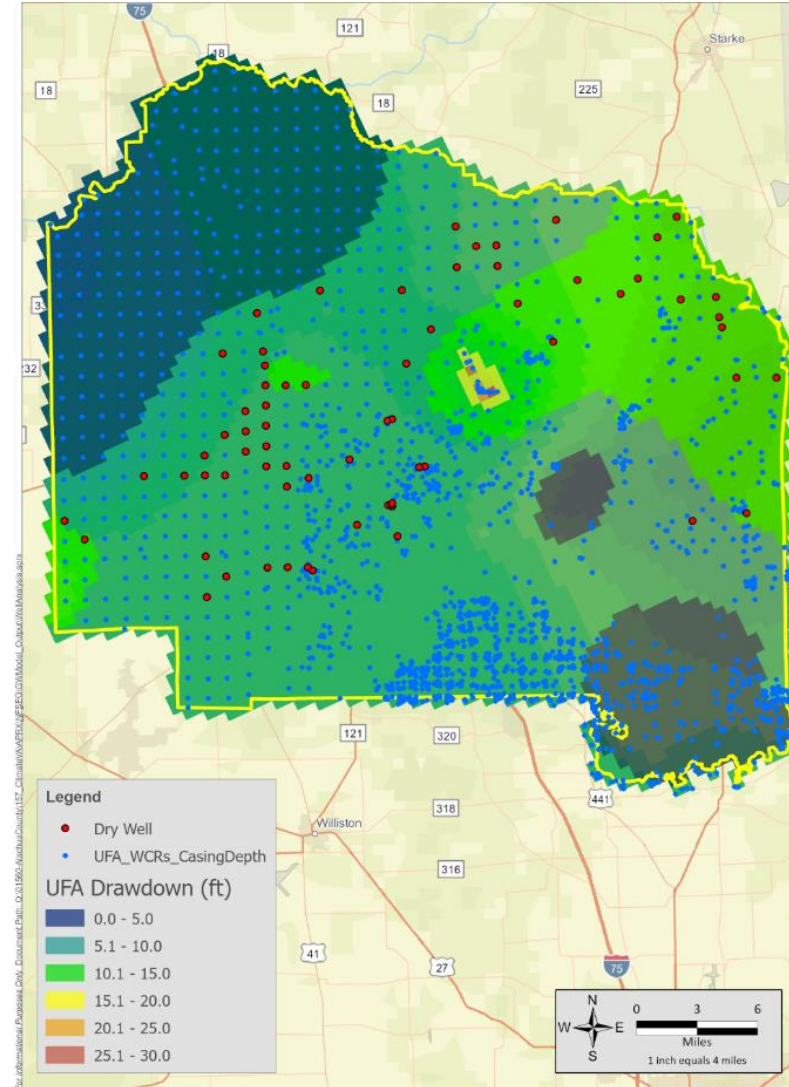 75
121
Starke
18
18
18
225
33
232
121
320
441
318
Williston
316
41
27
75
Legend
Dry Well
UFA_WCRs_CasingDepth
UFA Drawdown (ft)
0.0 - 5.0
5.1 - 10.0
10.1 - 15.0
15.1 - 20.0
20.1 - 25.0
25.1 - 30.0
N
W E
S
0 3 6
Miles
1 inch equals 4 miles